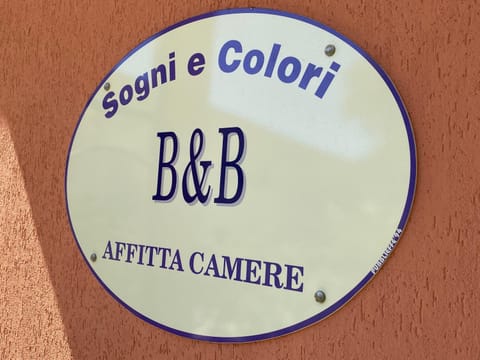 Sogni e Colori
B&B
AFFITTA CAMERE